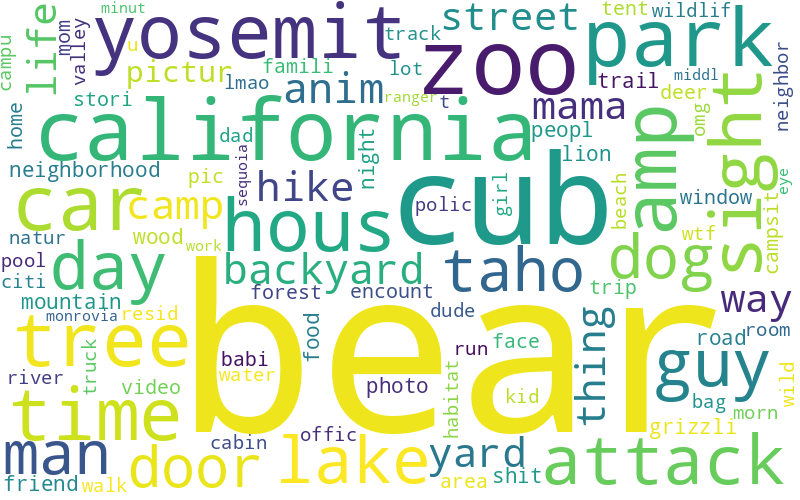 minut
yosemit
street
park
tent
wildlif
campu
life
mom
valley
u
pictur
famili
track
lot
zoo
trail
middl
neighbor
stori
lmao
anim
ranger
t
mama
deer
omg
sight
home
california
dad
night
peopl
lion
amp
neighborhood
pic
sequoia
hike
girl
beach
window
eye
car
camp
hous
polic
cub
dog
wtf
campsit
natur
wood
work
pool
citi
day
backyard
taho
trip
way
mountain
resid
forest
encount
dude
thing
road
room
monrovia
tree
bear
food
babi
run
face
guy
river
truck
video
water
photo
habitat
kid
bag
morn
wild
time
grizzli
man
cabin
offic
yard
shit
attack
friend
walk
door
lake
area